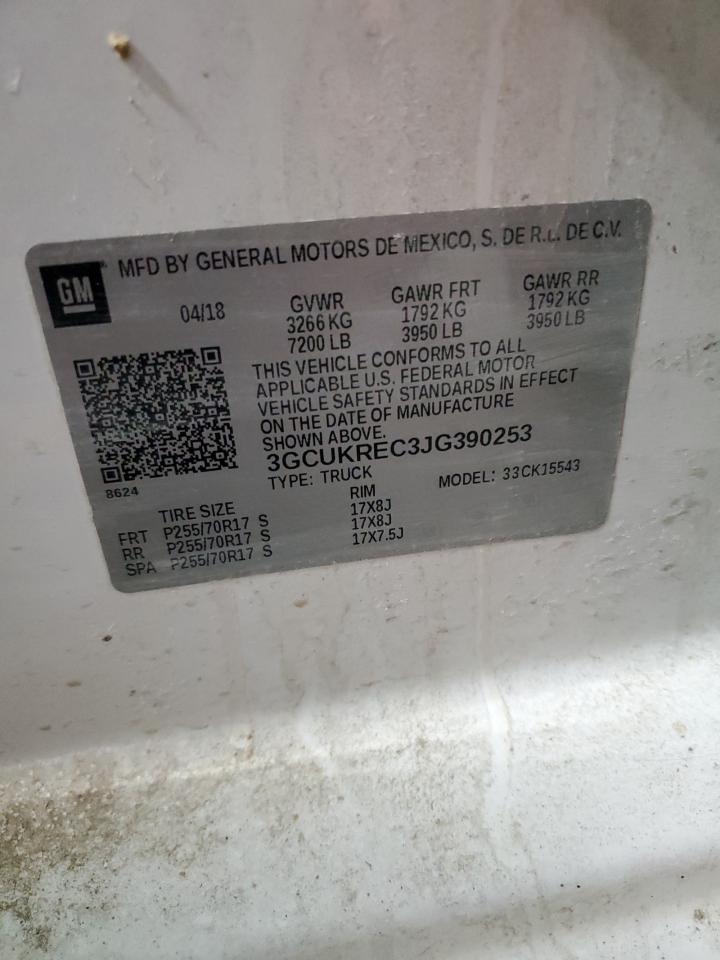 GM MFD BY GENERAL MOTORS DE MEXICO, S. DE R.L. DE C.V.
04/18 GVWR GAWR FRT GAWR RR
3266 KG 1792 KG 1792 KG
7200 LB 3950 LB 3950 LB
THIS VEHICLE CONFORMS TO ALL
APPLICABLE U.S. FEDERAL MOTOR
VEHICLE SAFETY STANDARDS IN EFFECT
ON THE DATE OF MANUFACTURE
SHOWN ABOVE.
3GCUKREC3JG390253
8624 TYPE: TRUCK MODEL: 33CK15543
TIRE SIZE RIM
FRT P255/70R17 S 17X8J
RR P255/70R17 S 17X8J
SPA P255/70R17 S 17X7.5J